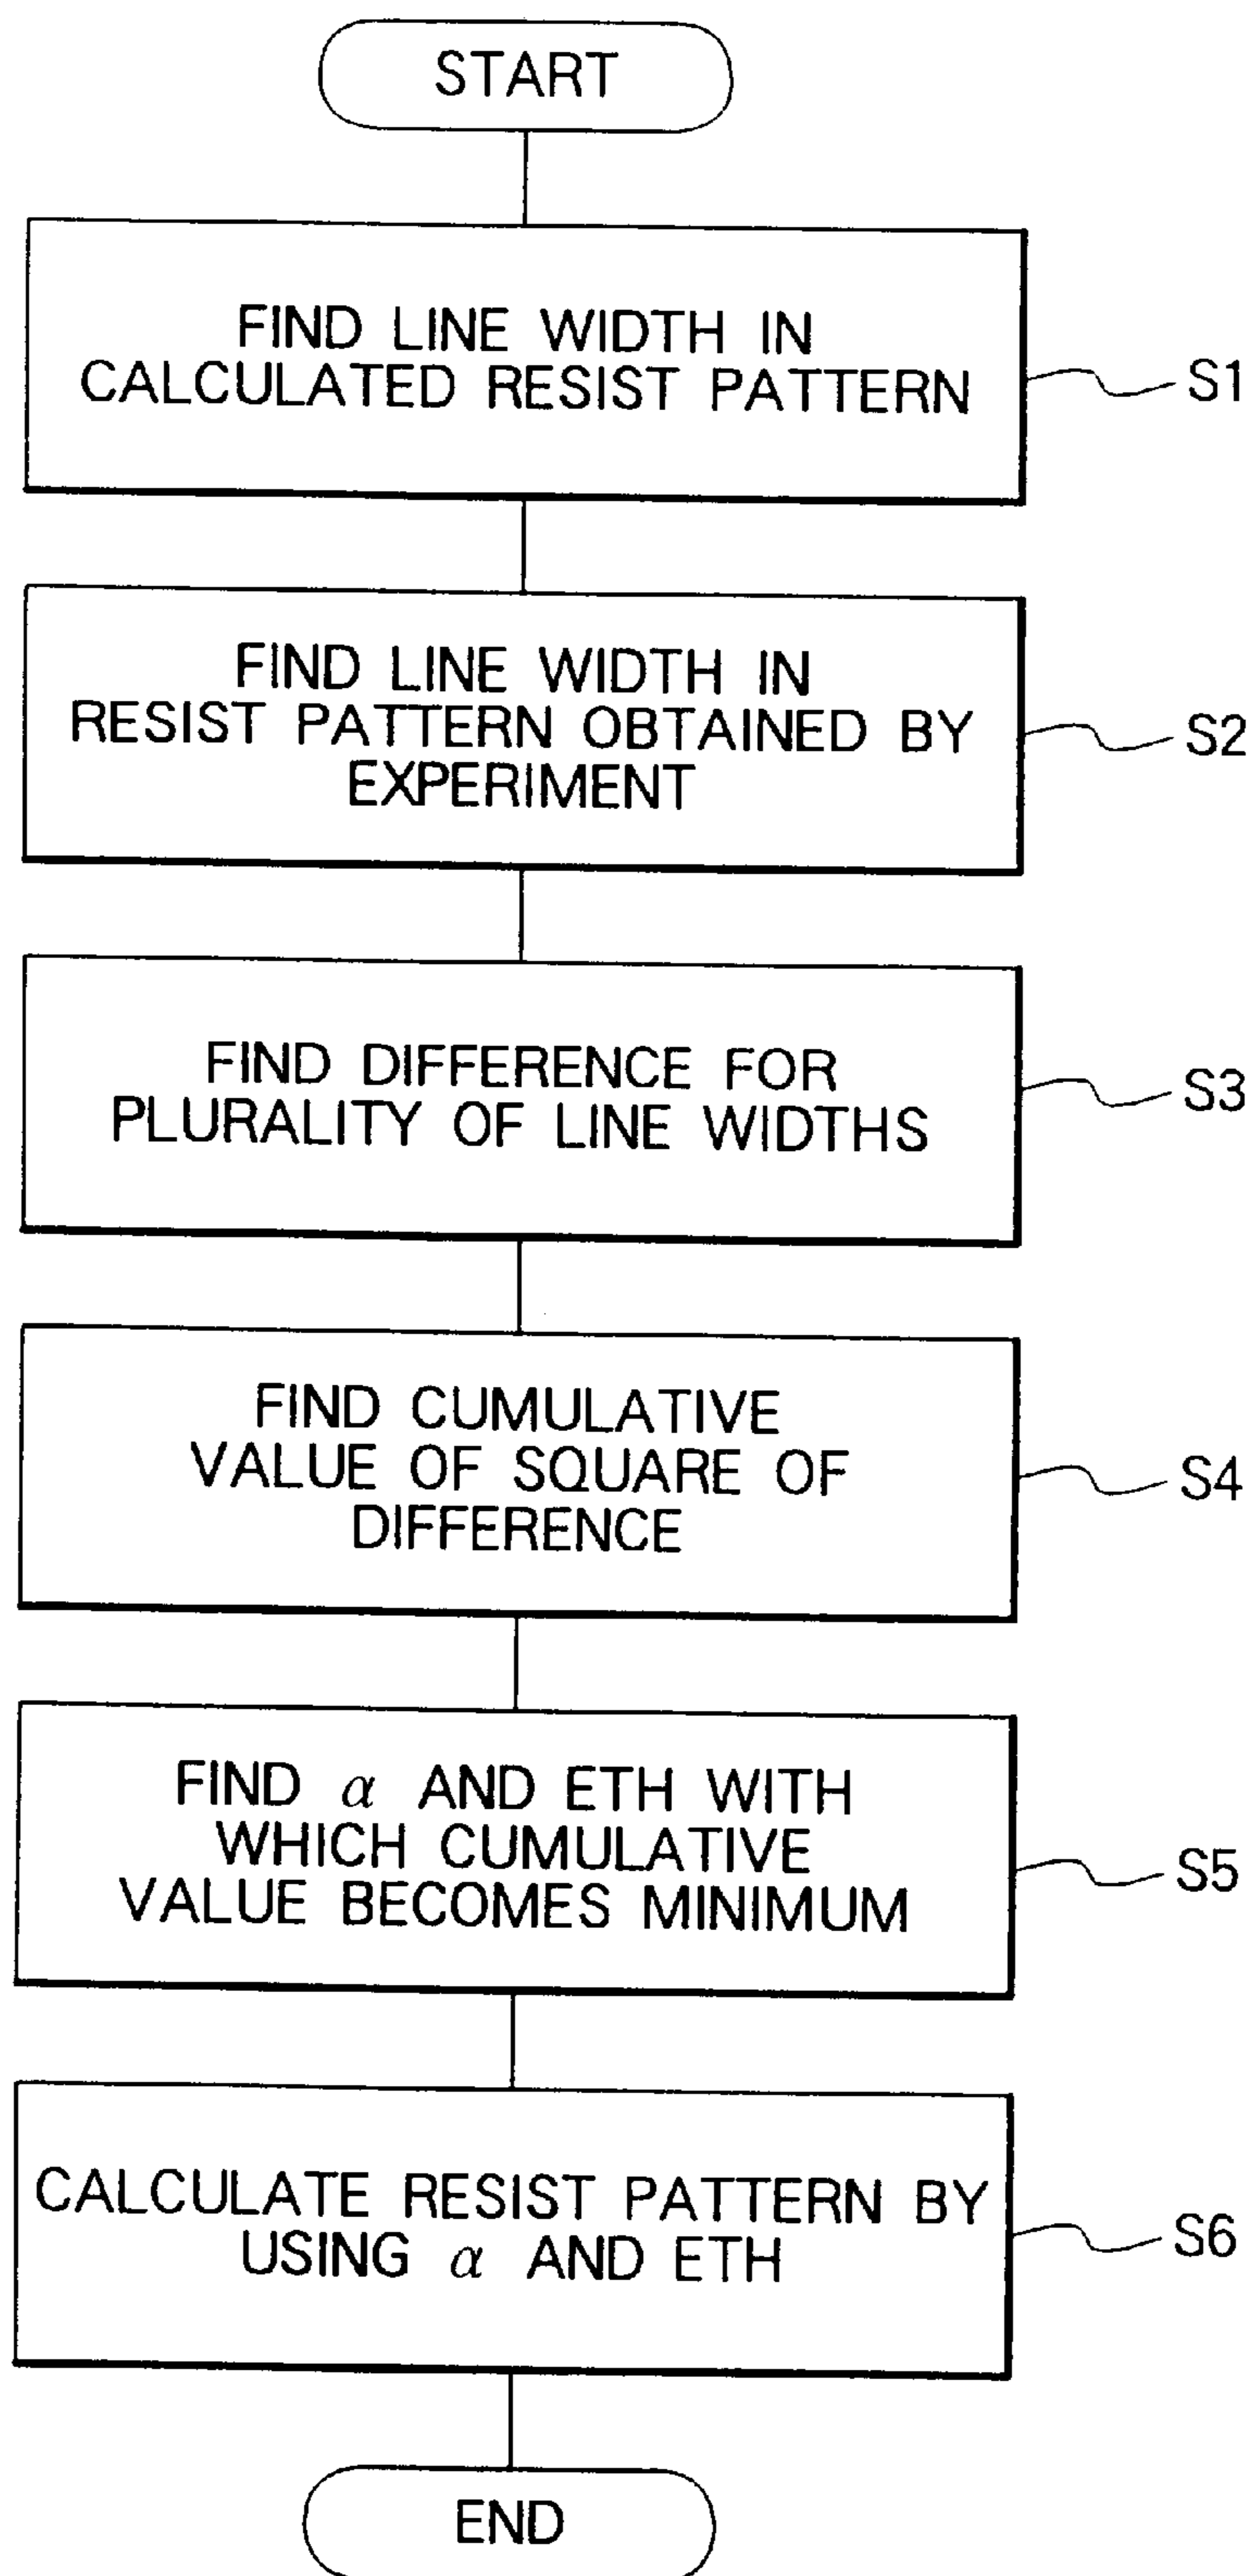 START
FIND LINE WIDTH IN
CALCULATED RESIST PATTERN
S1
FIND LINE WIDTH IN
RESIST PATTERN OBTAINED BY
EXPERIMENT
S2
FIND DIFFERENCE FOR
PLURALITY OF LINE WIDTHS
S3
FIND CUMULATIVE
VALUE OF SQUARE OF
DIFFERENCE
S4
FIND α AND ETH WITH
WHICH CUMULATIVE
VALUE BECOMES MINIMUM
S5
CALCULATE RESIST PATTERN BY
USING α AND ETH
S6
END